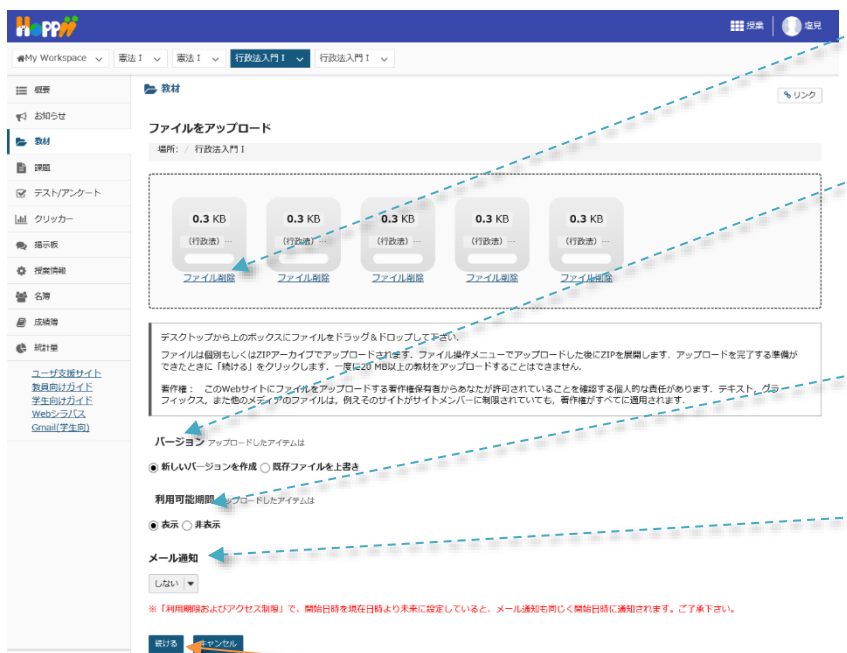 HoPPii
授業
塩見
My Workspace 憲法 I 憲法 I 行政法入門 I 行政法入門 I
概要
お知らせ
教材
課題
テスト/アンケート
クリッカー
掲示板
授業情報
名簿
成績簿
統計量
ユーザ支援サイト
教員向けガイド
学生向けガイド
Webシラバス
Gmail(学生向)
教材
リンク
ファイルをアップロード
場所: / 行政法入門 I
0.3 KB 0.3 KB 0.3 KB 0.3 KB 0.3 KB
(行政法) … (行政法) … (行政法) … (行政法) … (行政法) …
ファイル削除 ファイル削除 ファイル削除 ファイル削除 ファイル削除
デスクトップから上のボックスにファイルをドラッグ&ドロップして下さい.
ファイルは個別もしくはZIPアーカイブでアップロードされます. ファイル操作メニューでアップロードした後にZIPを展開します. アップロードを完了する準備が
できたときに「続ける」をクリックします. 一度に20 MB以上の教材をアップロードすることはできません.
著作権: このWebサイトにファイルをアップロードする著作権保有者からあなたが許可されていることを確認する個人的な責任があります. テキスト, グラ
フィックス, また他のメディアのファイルは, 例えそのサイトがサイトメンバーに制限されていても, 著作権がすべてに適用されます.
バージョン アップロードしたアイテムは
新しいバージョンを作成 既存ファイルを上書き
利用可能期間 アップロードしたアイテムは
表示 非表示
メール通知
しない
※「利用期限およびアクセス制限」で、開始日時を現在日時より未来に設定していると、メール通知も同じく開始日時に通知されます。ご了承下さい。
続ける キャンセル